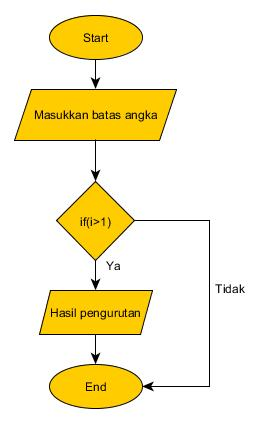 Start
Masukkan batas angka
if(i>1)
Ya
Tidak
Hasil pengurutan
End